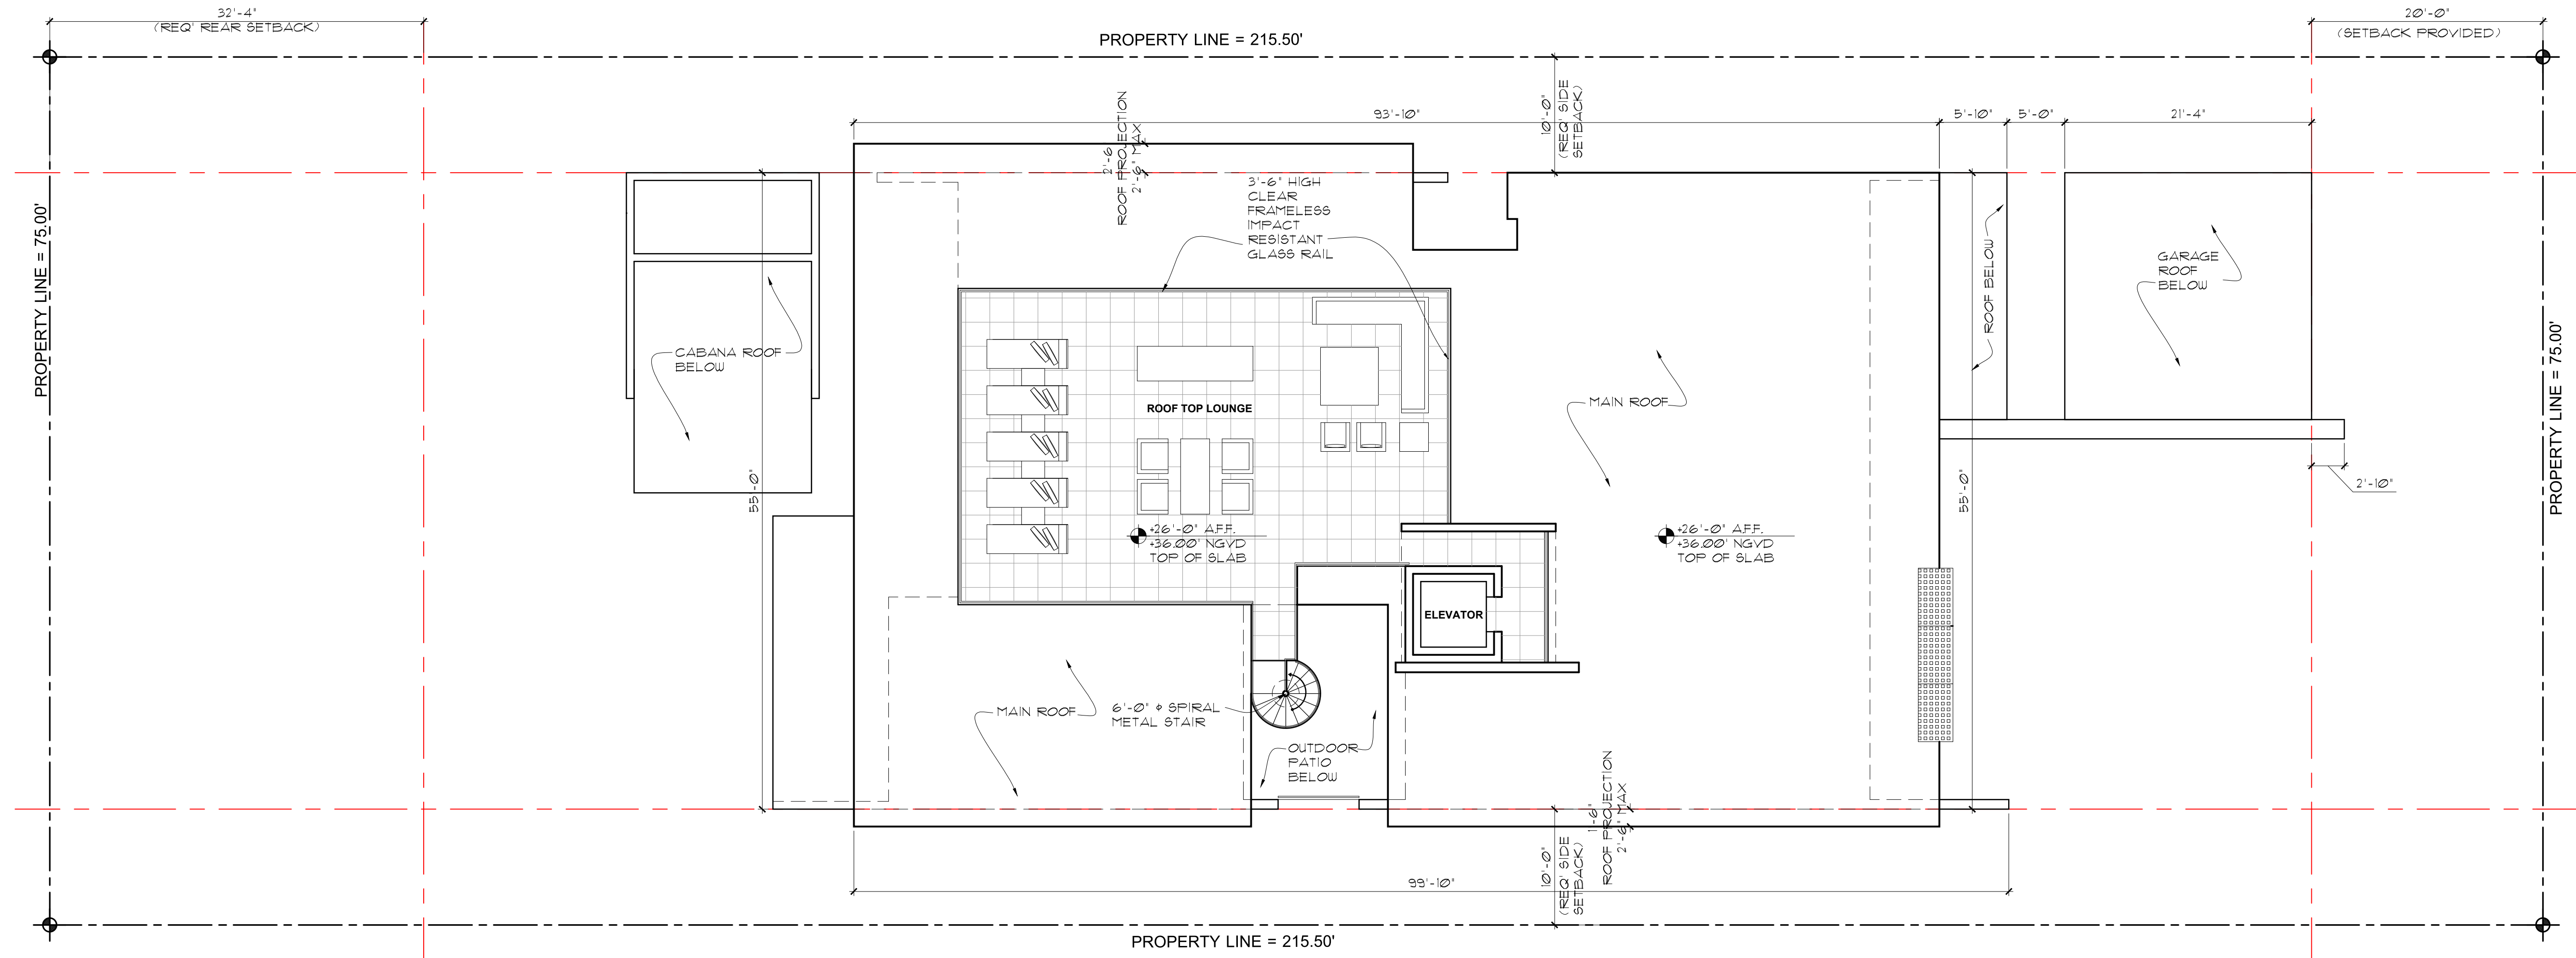 32'-4"
(REQ' REAR SETBACK)
PROPERTY LINE = 215.50'
20'-0"
(SETBACK PROVIDED)
PROPERTY LINE = 75.00'
93'-10"
5'-10"
5'-0"
21'-4"
10'-0"
(REQ' SIDE
SETBACK)
2'-6
ROOF PROJECTION
2'-6" MAX
3'-6" HIGH
CLEAR
FRAMELESS
IMPACT
RESISTANT
GLASS RAIL
ROOF BELOW
GARAGE
ROOF
BELOW
CABANA ROOF
BELOW
55'-0"
ROOF TOP LOUNGE
MAIN ROOF
+26'-0" A.F.F.
+36.00' NGVD
TOP OF SLAB
+26'-0" A.F.F.
+36.00' NGVD
TOP OF SLAB
55'-0"
2'-10"
PROPERTY LINE = 75.00'
ELEVATOR
MAIN ROOF
6'-0" ϕ SPIRAL
METAL STAIR
OUTDOOR
PATIO
BELOW
1'-6"
ROOF PROJECTION
2'-6" MAX
10'-0"
(REQ' SIDE
SETBACK)
99'-10"
PROPERTY LINE = 215.50'